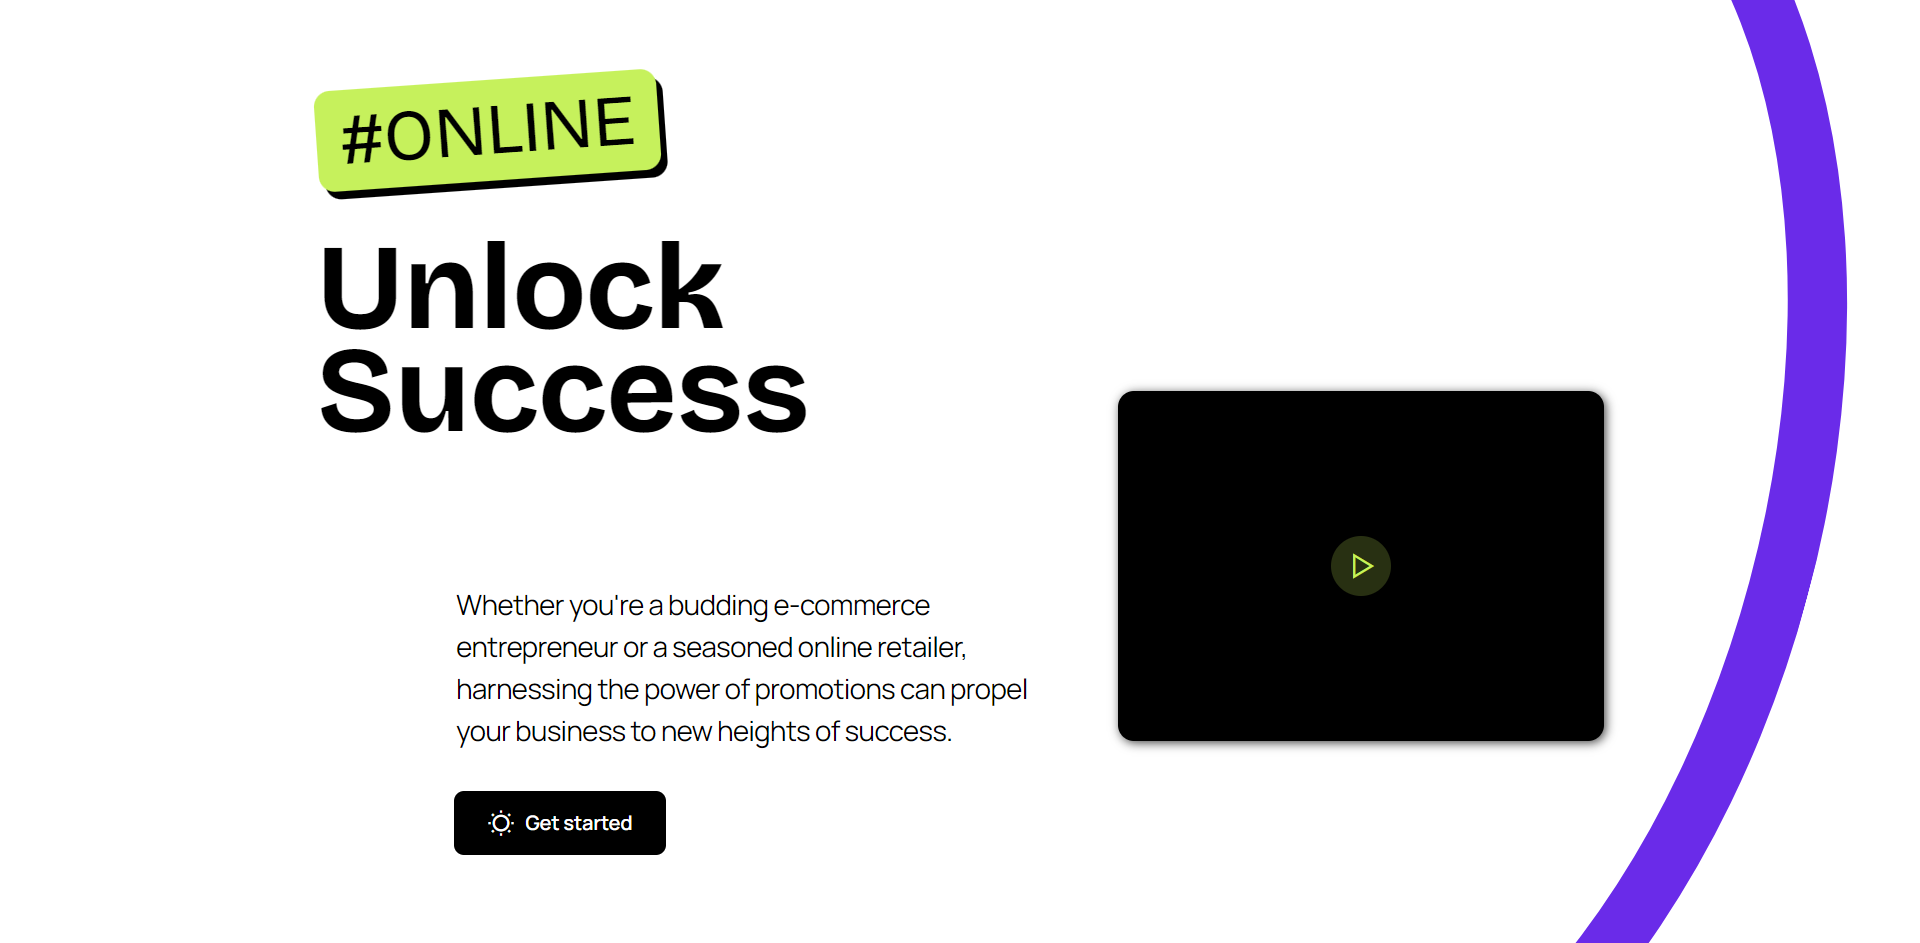 #ONLINE
Unlock
Success
Whether you're a budding e-commerce
entrepreneur or a seasoned online retailer,
harnessing the power of promotions can propel
your business to new heights of success.
Get started